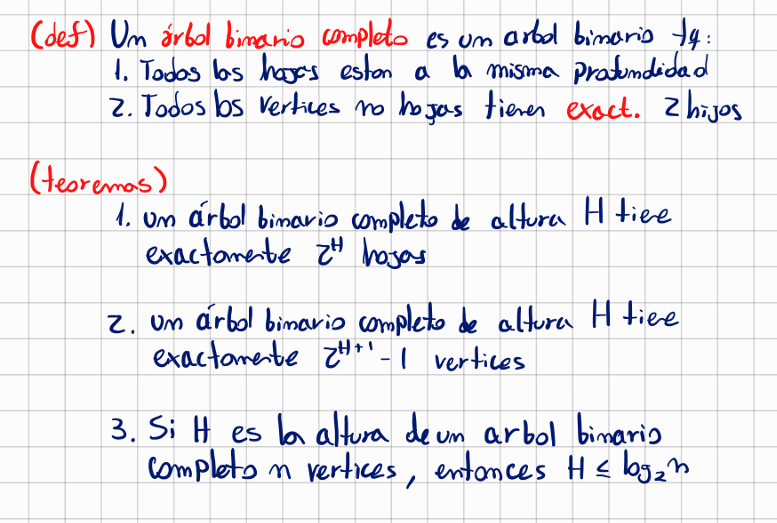 (def) Un árbol binario completo es un arbol binario tq:
1. Todos las hojas estan a la misma profundidad
2. Todos los vertices no hojas tienen exact. 2 hijos
(teoremas)
1. un árbol binario completo de altura H tiee
exactamente 2^H hojas
2. un árbol binario completo de altura H tiee
exactamente 2^{H+1} - 1 vertices
3. Si H es la altura de un arbol binario
completo n vertices, entonces H ≤ log₂n